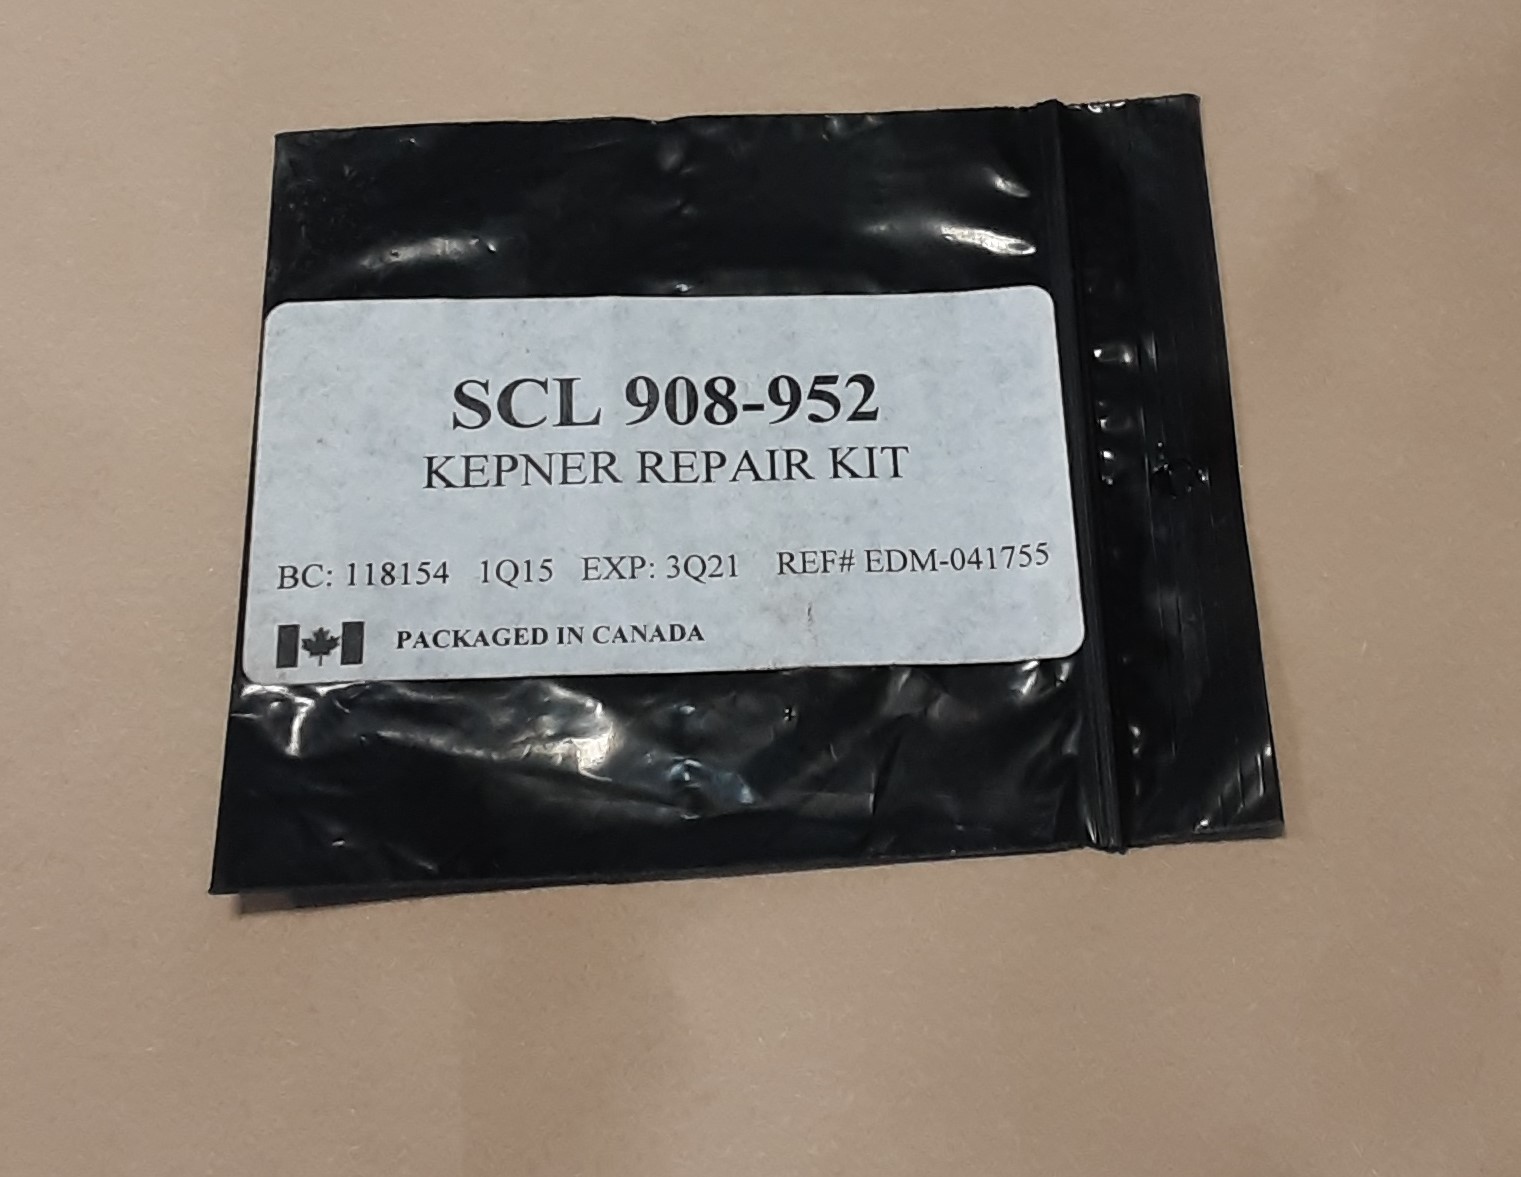 SCL 908-952
KEPNER REPAIR KIT
BC: 118154 1Q15 EXP: 3Q21 REF# EDM-041755
PACKAGED IN CANADA